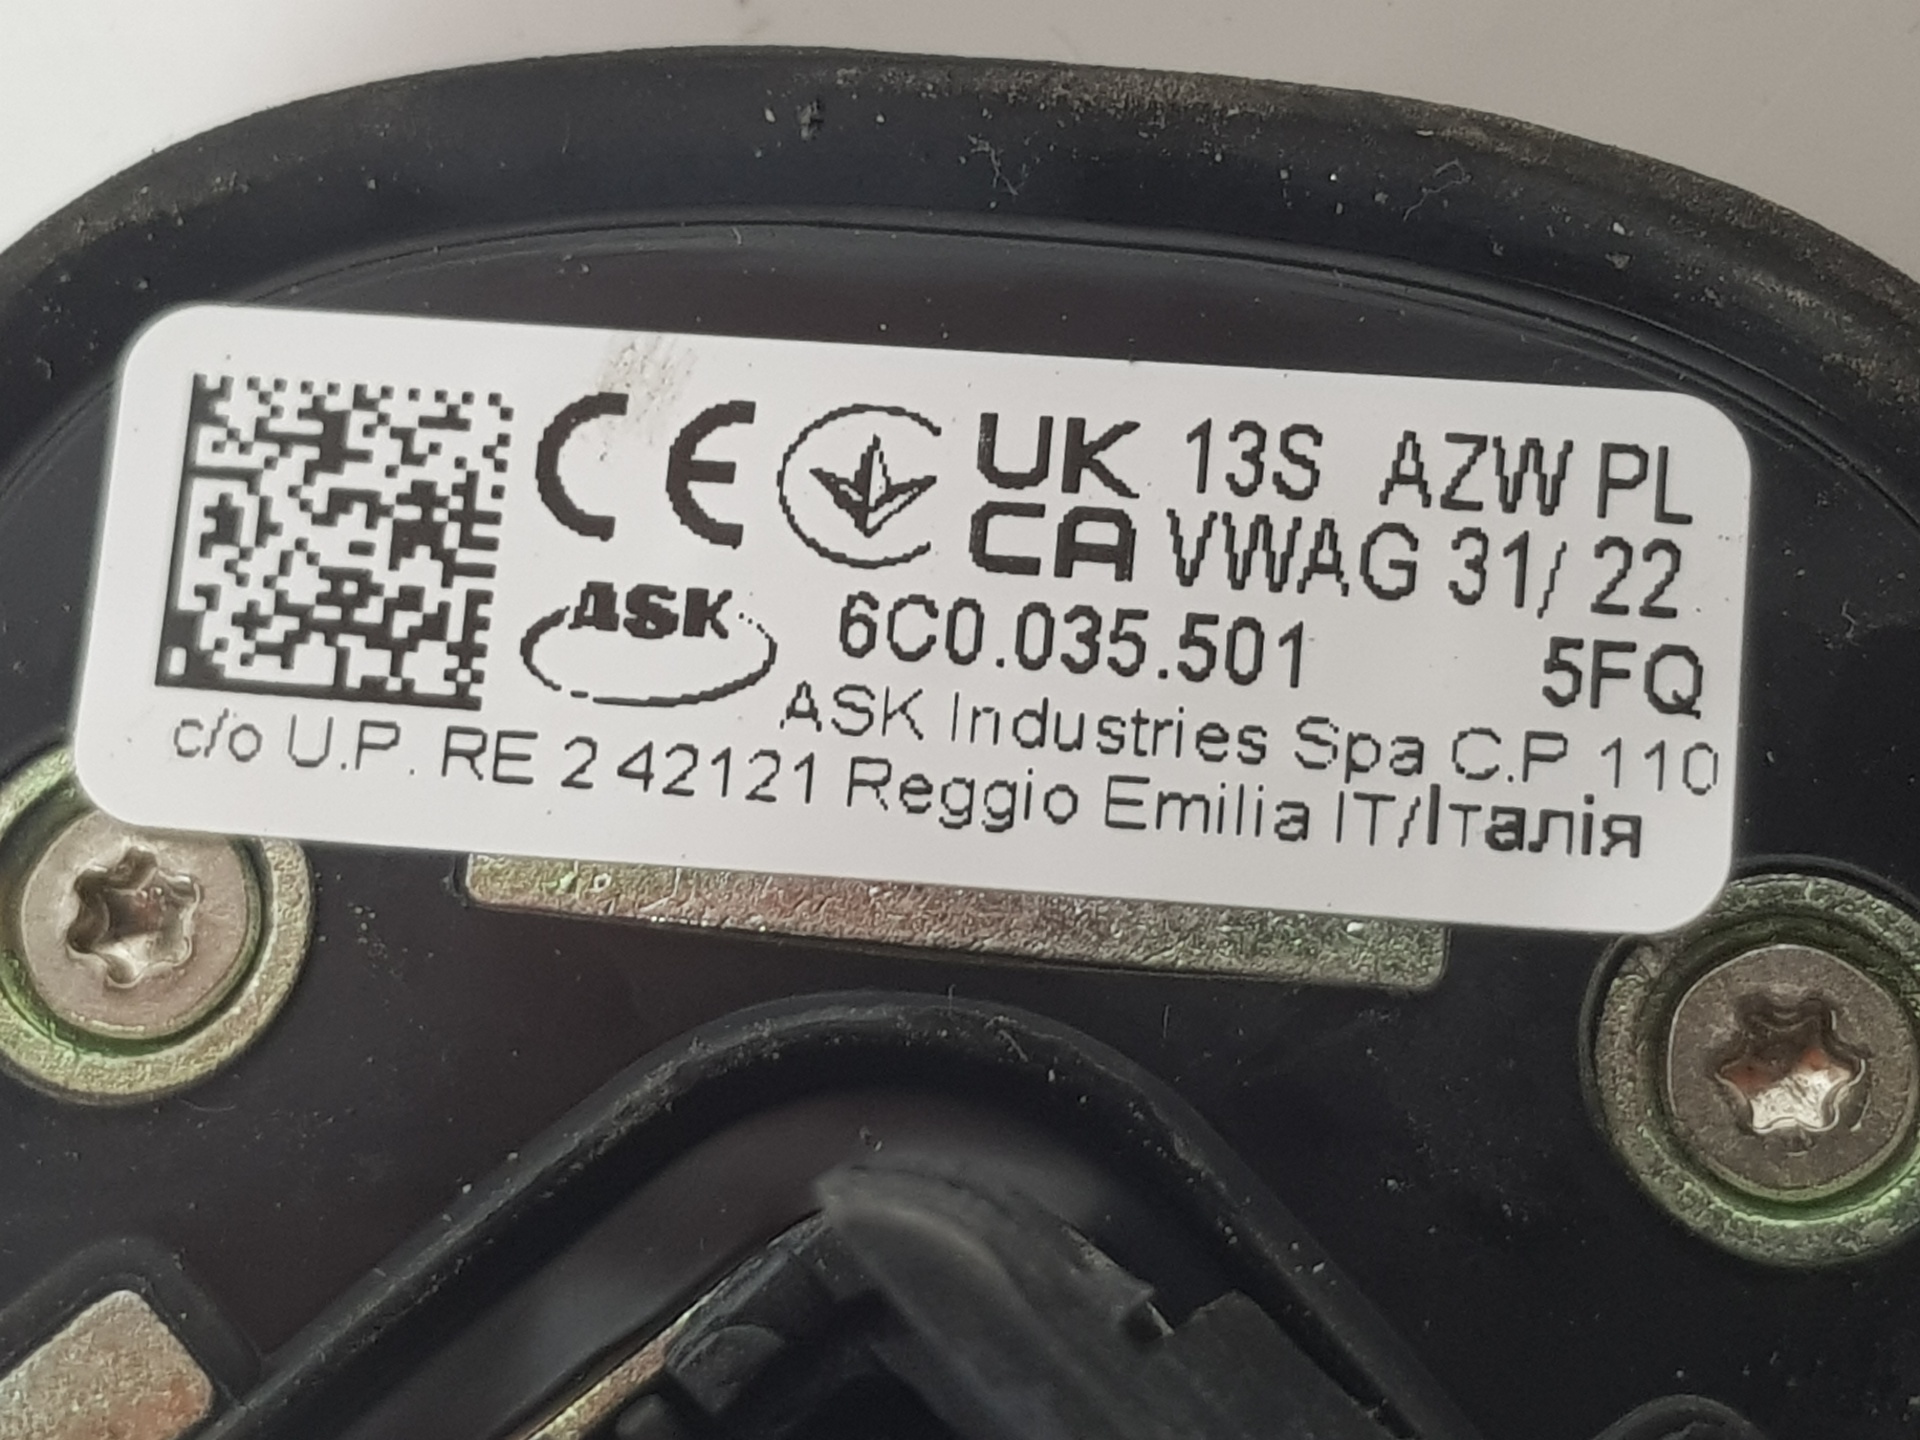 CE UK 13S AZW PL
CA VWAG 31/ 22
ASK 6C0.035.501 5FQ
ASK Industries Spa C.P 110
c/o U.P. RE 2 42121 Reggio Emilia IT/Італія